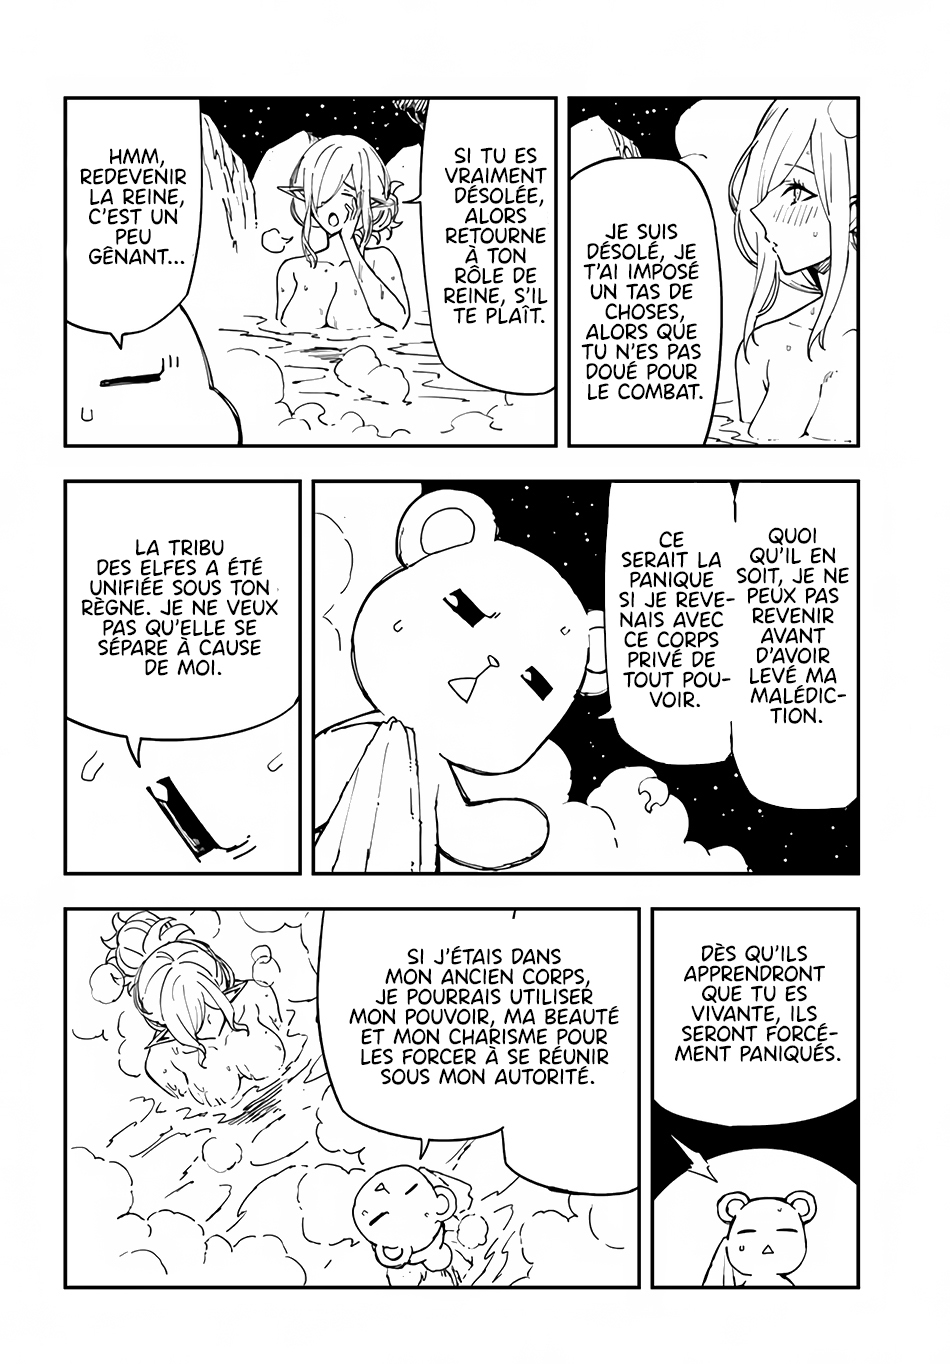 JE SUIS
DÉSOLÉ, JE
T'AI IMPOSÉ
UN TAS DE
CHOSES,
ALORS QUE
TU N'ES PAS
DOUÉ POUR
LE COMBAT.
SI TU ES
VRAIMENT
DÉSOLÉE,
ALORS
RETOURNE
À TON
RÔLE DE
REINE, S'IL
TE PLAÎT.
HMM,
REDEVENIR
LA REINE,
C'EST UN
PEU
GÊNANT...
QUOI
QU'IL EN
SOIT, JE NE
PEUX PAS
REVENIR
AVANT
D'AVOIR
LEVÉ MA
MALÉDIC-
TION.
CE
SERAIT LA
PANIQUE
SI JE REVE-
NAIS AVEC
CE CORPS
PRIVÉ DE
TOUT POU-
VOIR.
LA TRIBU
DES ELFES A ÉTÉ
UNIFIÉE SOUS TON
RÈGNE. JE NE VEUX
PAS QU'ELLE SE
SÉPARE À CAUSE
DE MOI.
DÈS QU'ILS
APPRENDRONT
QUE TU ES
VIVANTE, ILS
SERONT FORCÉ-
MENT PANIQUÉS.
SI J'ÉTAIS DANS
MON ANCIEN CORPS,
JE POURRAIS UTILISER
MON POUVOIR, MA BEAUTÉ
ET MON CHARISME POUR
LES FORCER À SE RÉUNIR
SOUS MON AUTORITÉ.